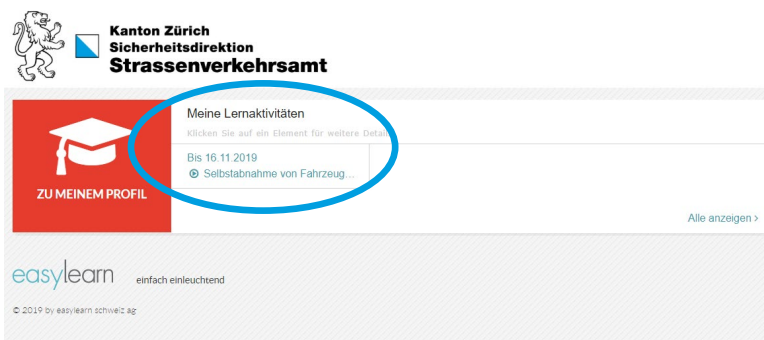 Kanton Zürich
Sicherheitsdirektion
Strassenverkehrsamt
Meine Lernaktivitäten
Klicken Sie auf ein Element für weitere Detail
Bis 16.11.2019
Selbstabnahme von Fahrzeug...
ZU MEINEM PROFIL
Alle anzeigen >
easylearn einfach einleuchtend
© 2019 by easylearn schweiz ag